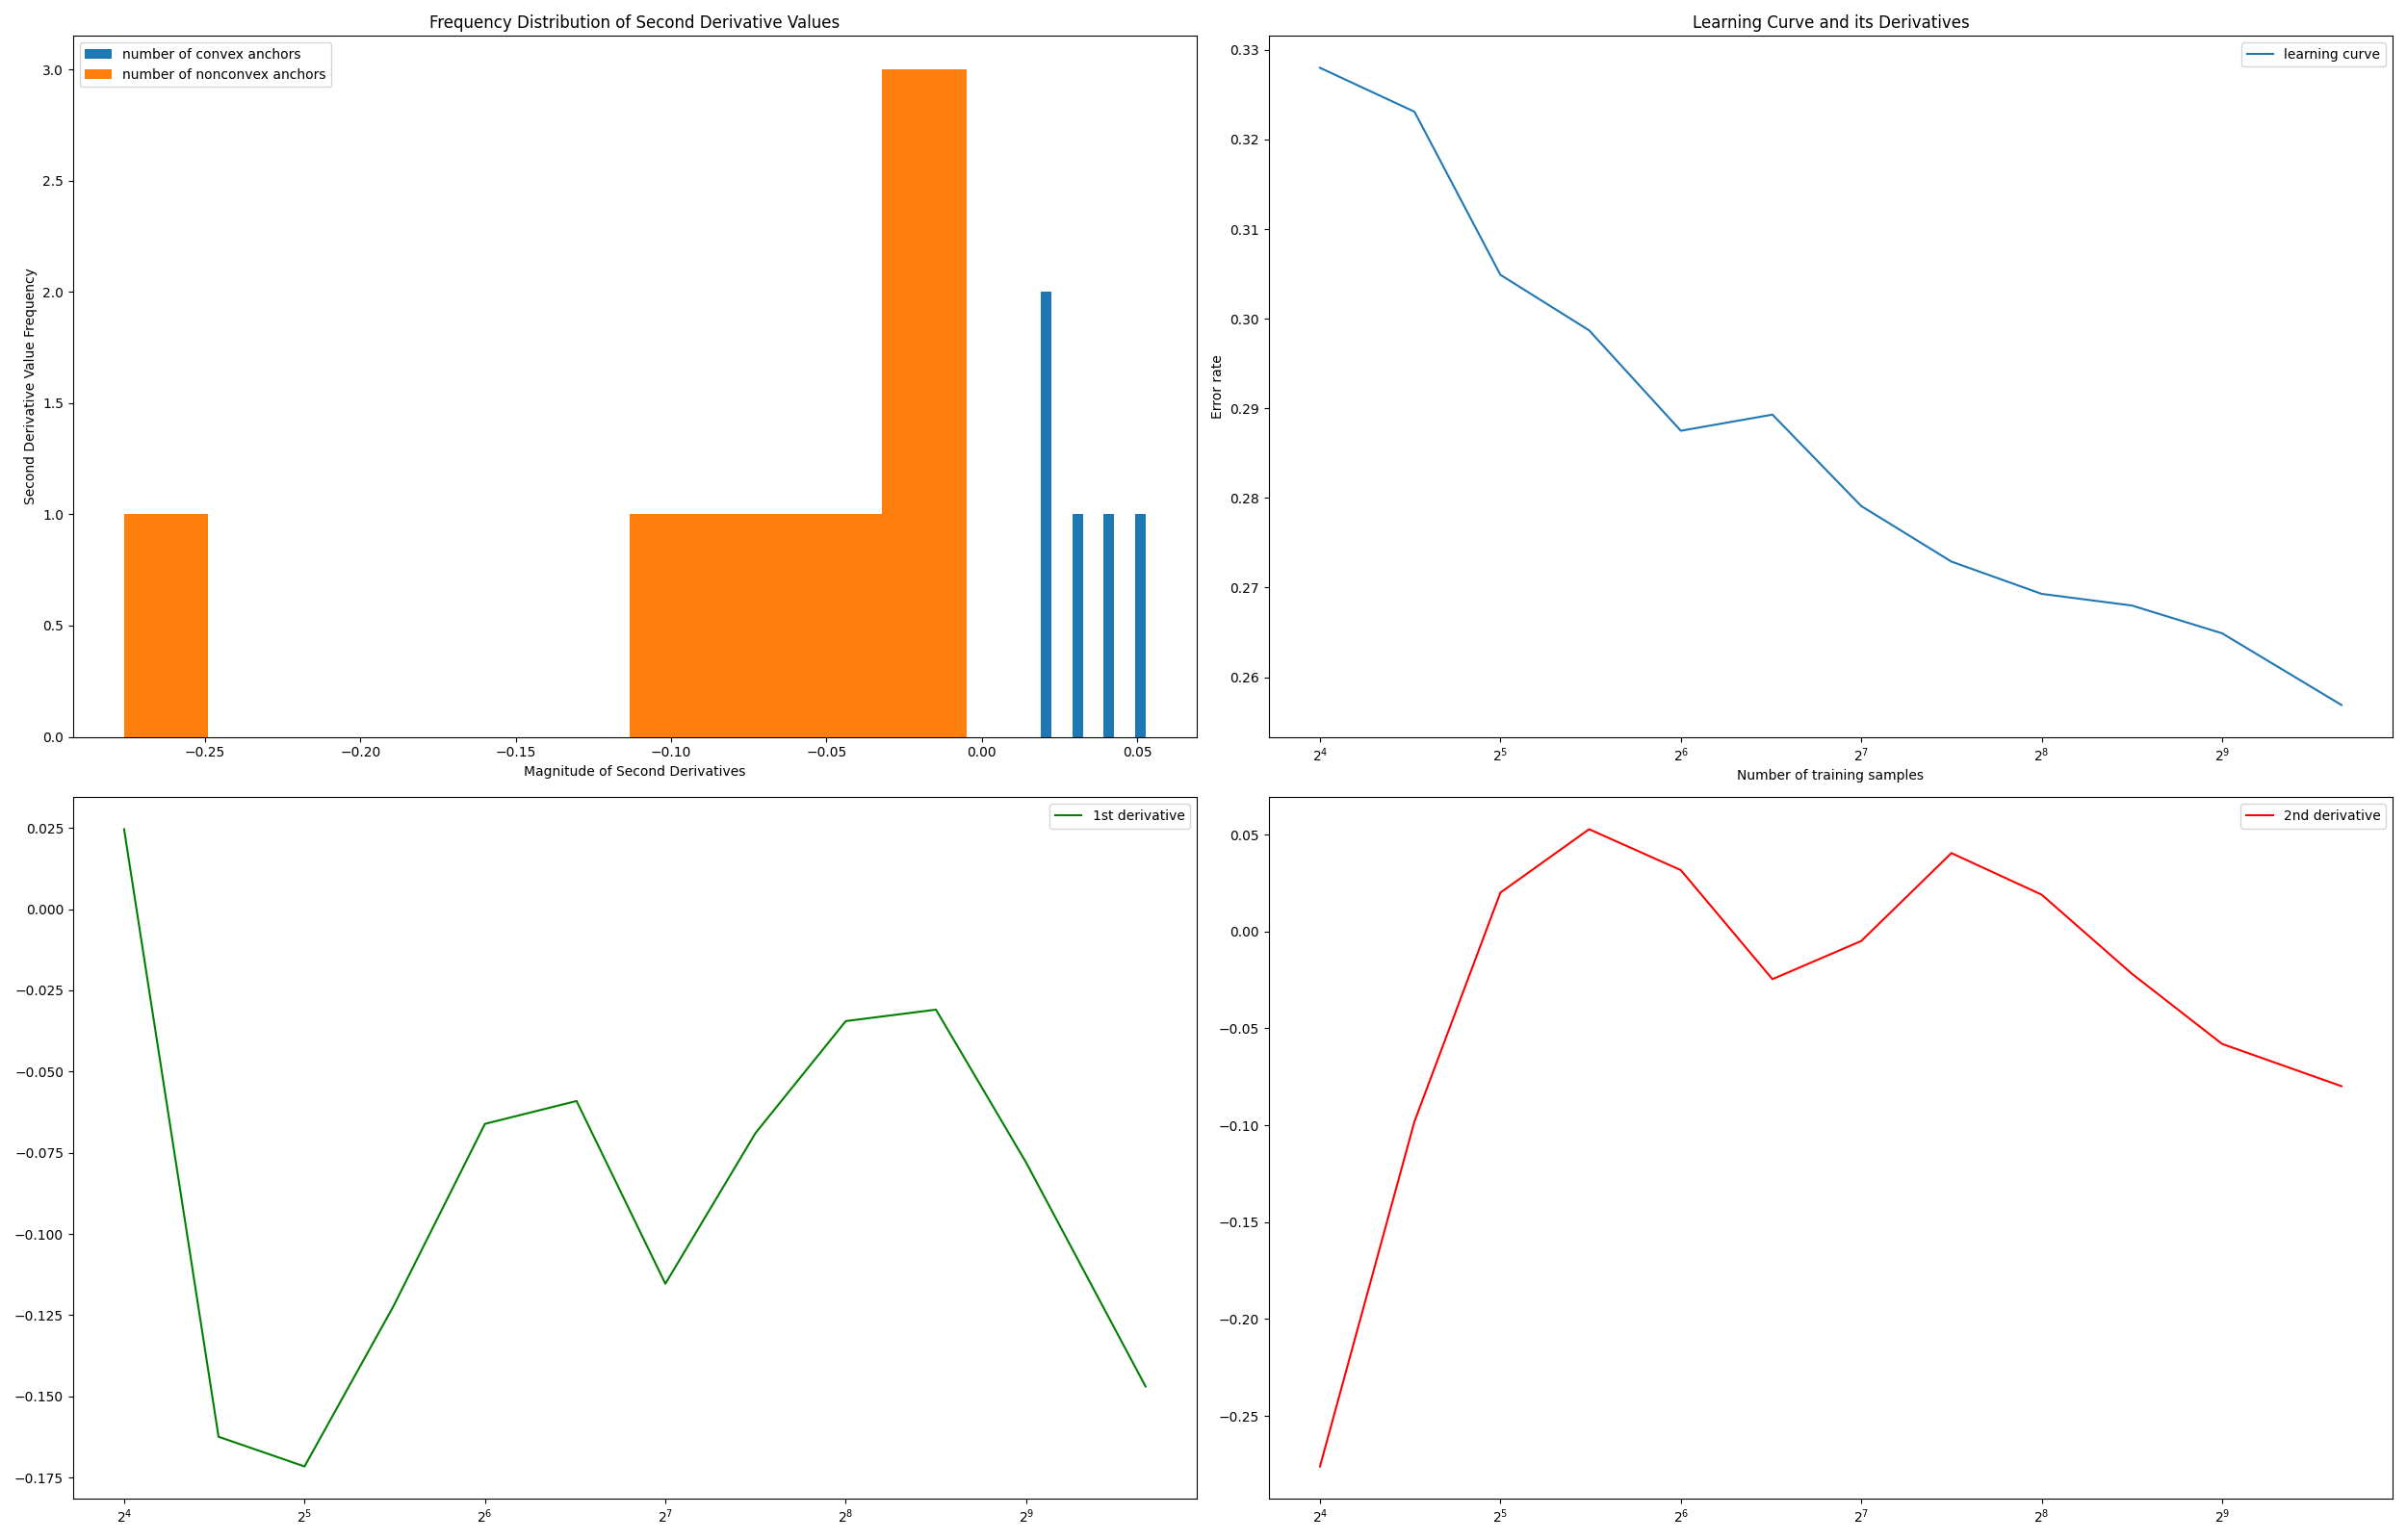 Frequency Distribution of Second Derivative Values
number of convex anchors
number of nonconvex anchors
3.0
2.5
2.0
1.5
1.0
0.5
0.0
Second Derivative Value Frequency
−0.25 −0.20 −0.15 −0.10 −0.05 0.00 0.05
Magnitude of Second Derivatives
Learning Curve and its Derivatives
learning curve
0.33
0.32
0.31
0.30
0.29
0.28
0.27
0.26
Error rate
2⁴ 2⁵ 2⁶ 2⁷ 2⁸ 2⁹
Number of training samples
1st derivative
0.025
0.000
−0.025
−0.050
−0.075
−0.100
−0.125
−0.150
−0.175
2⁴ 2⁵ 2⁶ 2⁷ 2⁸ 2⁹
2nd derivative
0.05
0.00
−0.05
−0.10
−0.15
−0.20
−0.25
2⁴ 2⁵ 2⁶ 2⁷ 2⁸ 2⁹